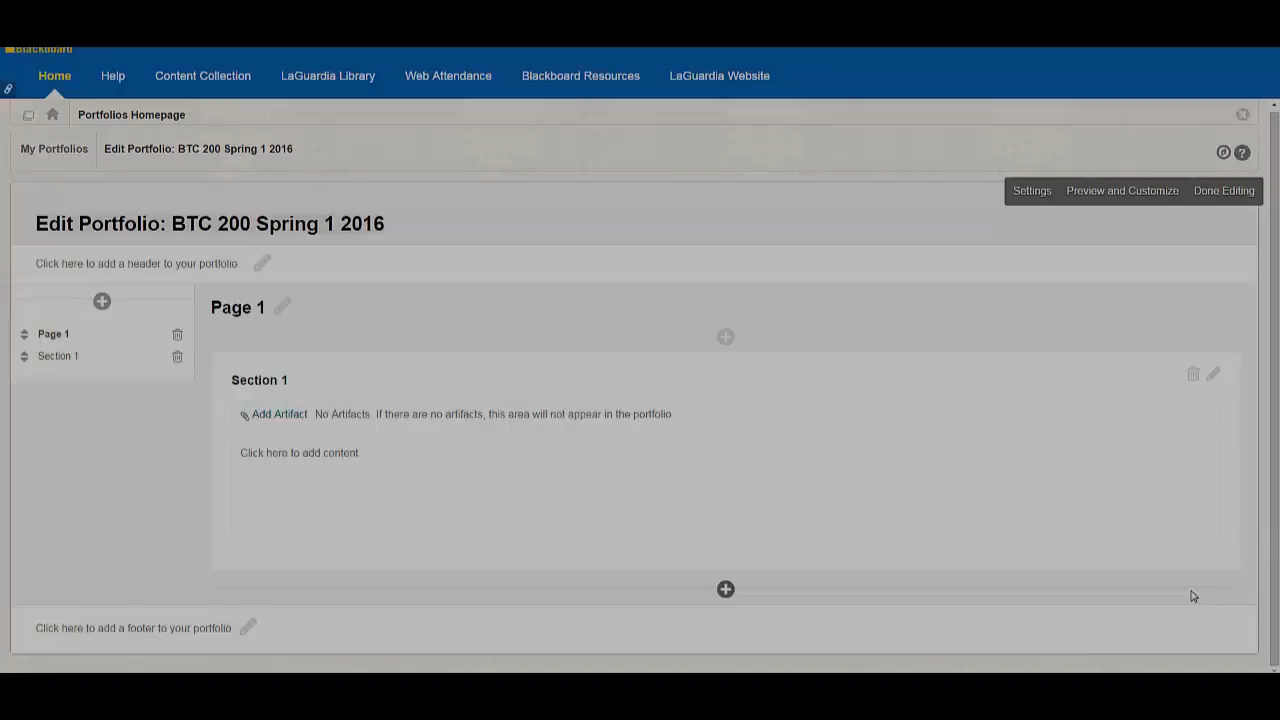 Blackboard
Home Help Content Collection LaGuardia Library Web Attendance Blackboard Resources LaGuardia Website
Portfolios Homepage
My Portfolios Edit Portfolio: BTC 200 Spring 1 2016
?
Settings Preview and Customize Done Editing
Edit Portfolio: BTC 200 Spring 1 2016
Click here to add a header to your portfolio
Page 1
Section 1
Page 1
Section 1
Add Artifact No Artifacts If there are no artifacts, this area will not appear in the portfolio
Click here to add content
Click here to add a footer to your portfolio